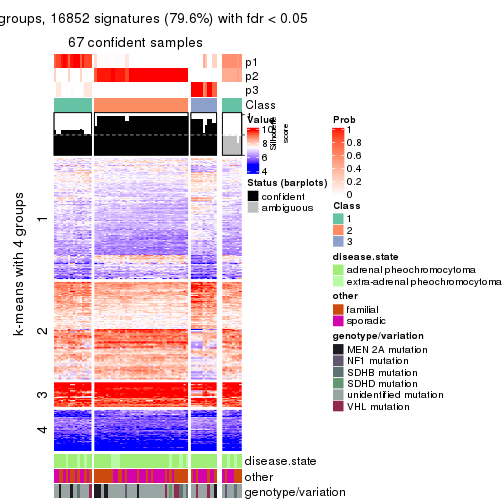 groups, 16852 signatures (79.6%) with fdr < 0.05
67 confident samples
p1
p2
p3
Class
1
Silhouette
score
k-means with 4 groups
1
2
3
4
disease.state
other
genotype/variation
Value
10
8
6
4
Status (barplots)
confident
ambiguous
Prob
1
0.8
0.6
0.4
0.2
0
Class
1
2
3
disease.state
adrenal pheochromocytoma
extra-adrenal pheochromocytoma
other
familial
sporadic
genotype/variation
MEN 2A mutation
NF1 mutation
SDHB mutation
SDHD mutation
unidentified mutation
VHL mutation